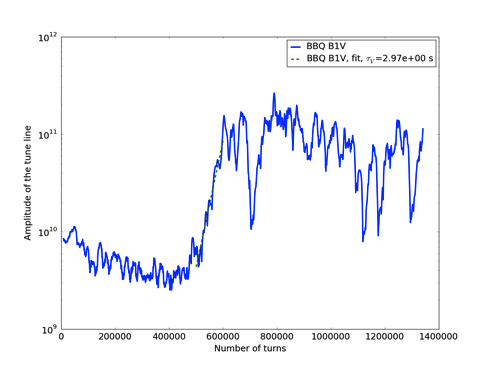 BBQ B1V
BBQ B1V, fit, τ_V=2.97e+00 s
10^12
10^11
10^10
10^9
Amplitude of the tune line
0 200000 400000 600000 800000 1000000 1200000 1400000
Number of turns